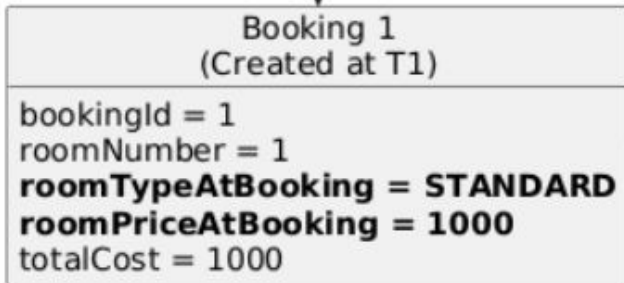 Booking 1
(Created at T1)
bookingId = 1
roomNumber = 1
roomTypeAtBooking = STANDARD
roomPriceAtBooking = 1000
totalCost = 1000